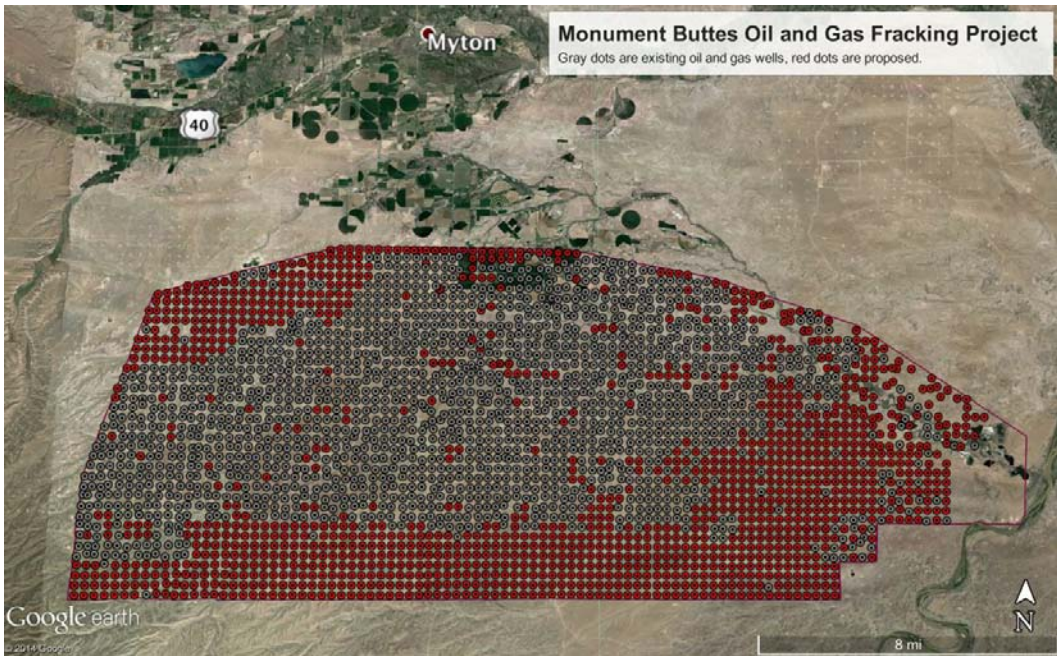 Monument Buttes Oil and Gas Fracking Project
Gray dots are existing oil and gas wells, red dots are proposed.
Myton
40
N
Google earth
© 2014 Google
8 mi